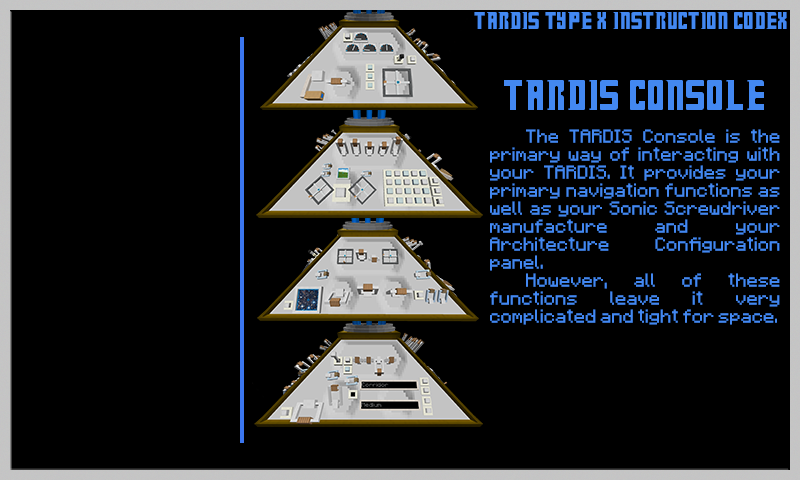 TARDIS TYPE X INSTRUCTION CODEX
TARDIS CONSOLE
The TARDIS Console is the
primary way of interacting with
your TARDIS. It provides your
primary navigation functions as
well as your Sonic Screwdriver
manufacture and your
Architecture Configuration
panel.
However, all of these
functions leave it very
complicated and tight for space.
Corridor
Medium